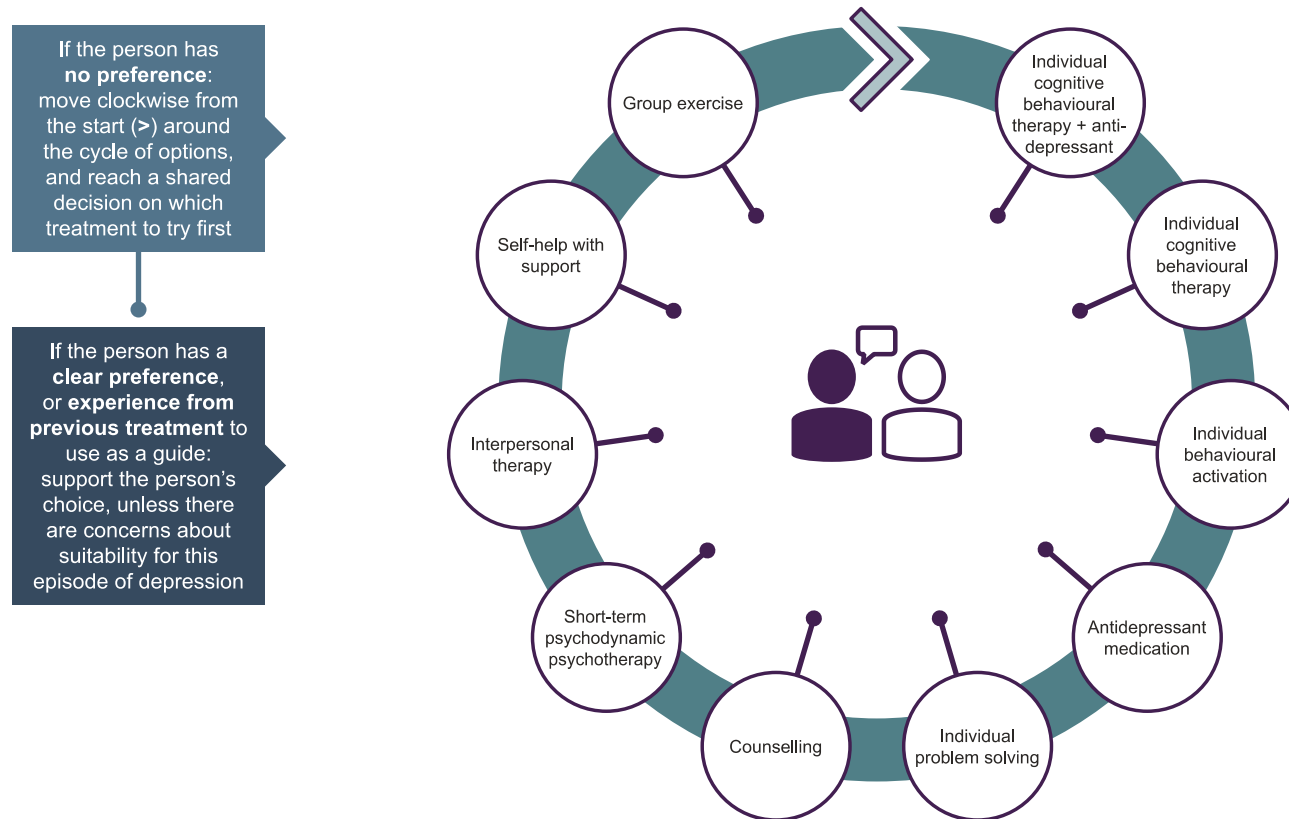 If the person has
no preference:
move clockwise from
the start (>) around
the cycle of options,
and reach a shared
decision on which
treatment to try first
If the person has a
clear preference,
or experience from
previous treatment to
use as a guide:
support the person's
choice, unless there
are concerns about
suitability for this
episode of depression
Individual
cognitive
behavioural
therapy + anti-
depressant
Individual
cognitive
behavioural
therapy
Individual
behavioural
activation
Antidepressant
medication
Individual
problem solving
Counselling
Short-term
psychodynamic
psychotherapy
Interpersonal
therapy
Self-help with
support
Group exercise